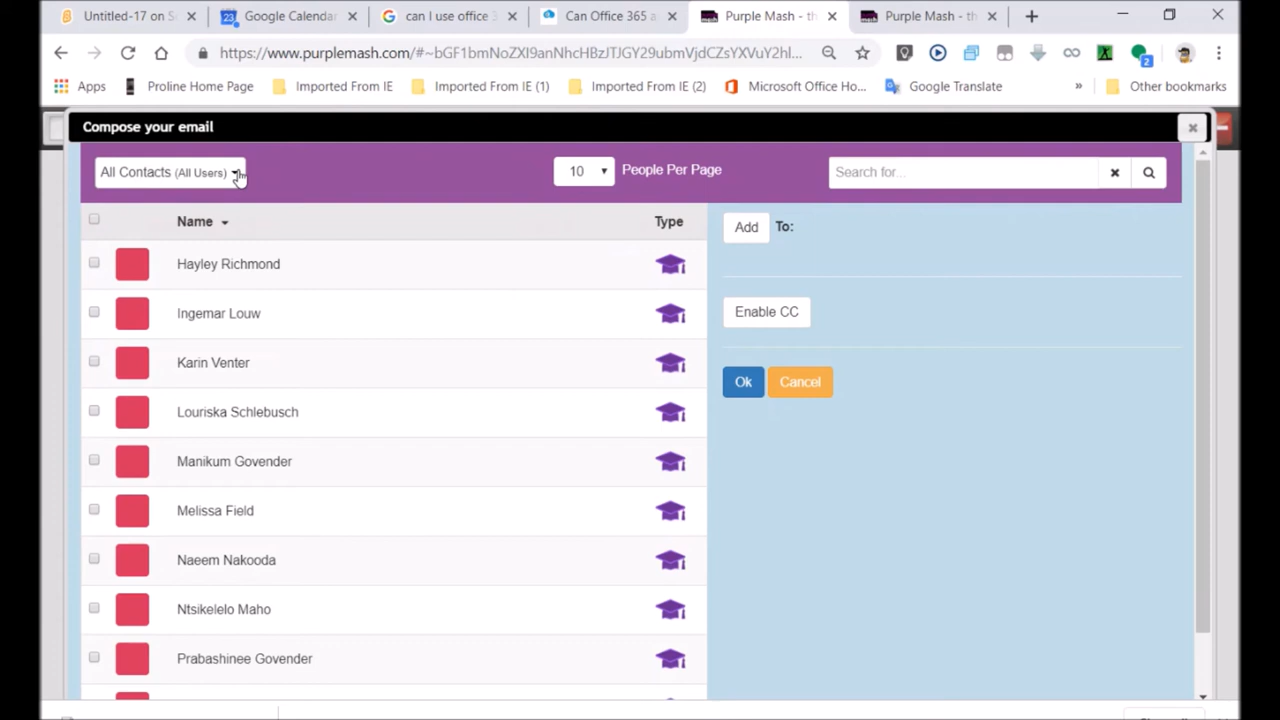 Untitled-17 on S
Google Calenda
can I use office 3
Can Office 365 a
Purple Mash - th
Purple Mash - th
https://www.purplemash.com/#~bGF1bmNoZXI9anNhcHBzJTJGY29ubmVjdCZsYXVuY2hl...
2
Apps
Proline Home Page
Imported From IE
Imported From IE (1)
Imported From IE (2)
Microsoft Office Ho...
Google Translate
»
Other bookmarks
Compose your email
All Contacts (All Users)
10
People Per Page
Search for...
Name
Type
Add
To:
Hayley Richmond
Ingemar Louw
Enable CC
Karin Venter
Ok
Cancel
Louriska Schlebusch
Manikum Govender
Melissa Field
Naeem Nakooda
Ntsikelelo Maho
Prabashinee Govender